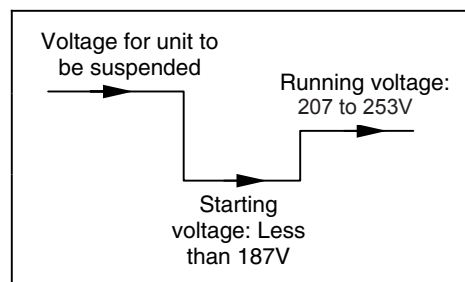 Voltage for unit to
be suspended
Running voltage:
207 to 253V
Starting
voltage: Less
than 187V